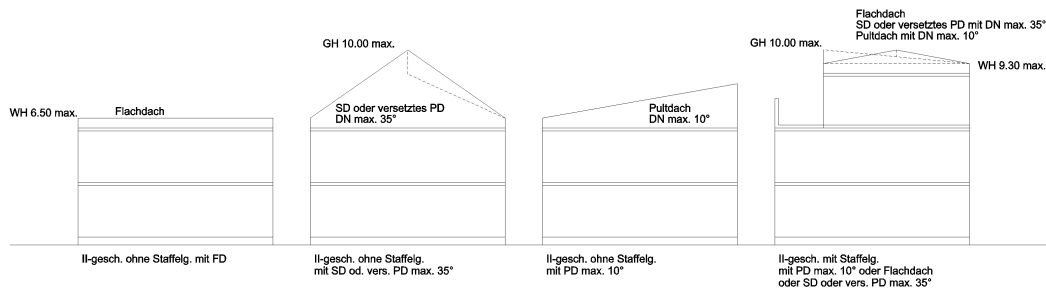 WH 6.50 max.
Flachdach
II-gesch. ohne Staffelg. mit FD
GH 10.00 max.
SD oder versetztes PD
DN max. 35°
II-gesch. ohne Staffelg.
mit SD od. vers. PD max. 35°
Pultdach
DN max. 10°
II-gesch. ohne Staffelg.
mit PD max. 10°
Flachdach
SD oder versetztes PD mit DN max. 35°
Pultdach mit DN max. 10°
GH 10.00 max.
WH 9.30 max.
II-gesch. mit Staffelg.
mit PD max. 10° oder Flachdach
oder SD oder vers. PD max. 35°